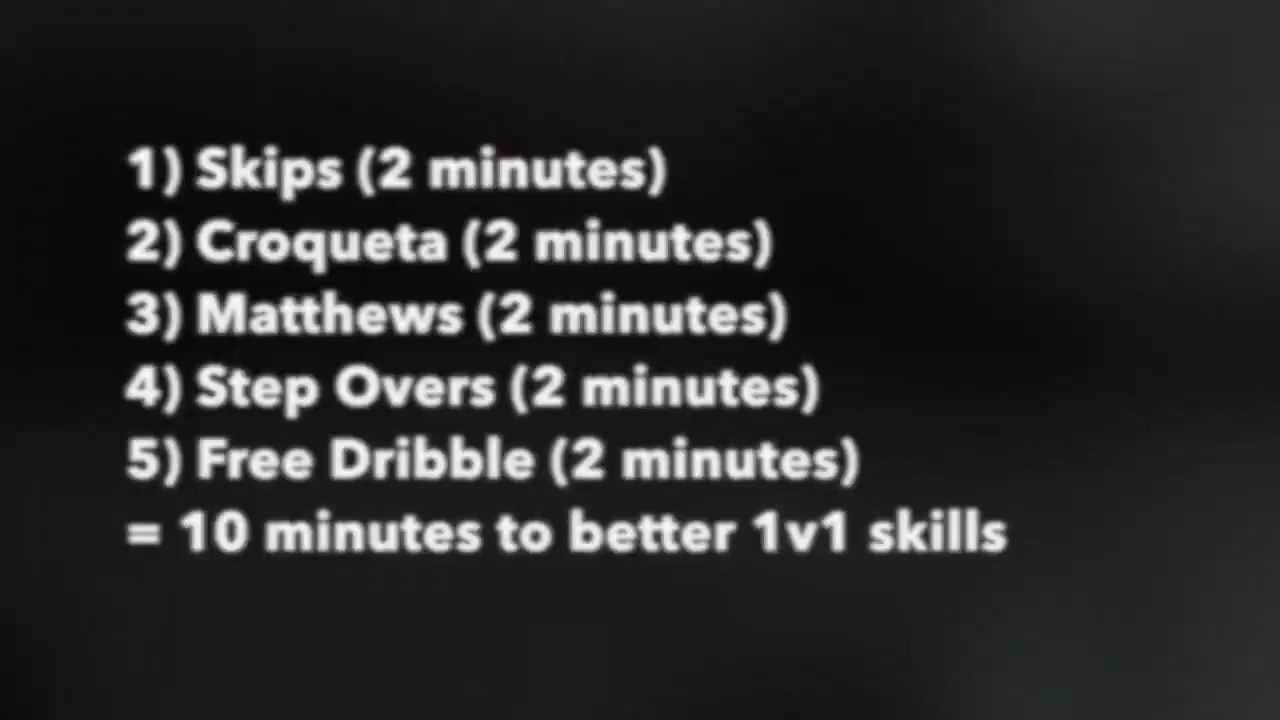 1) Skips (2 minutes)
2) Croqueta (2 minutes)
3) Matthews (2 minutes)
4) Step Overs (2 minutes)
5) Free Dribble (2 minutes)
= 10 minutes to better 1v1 skills